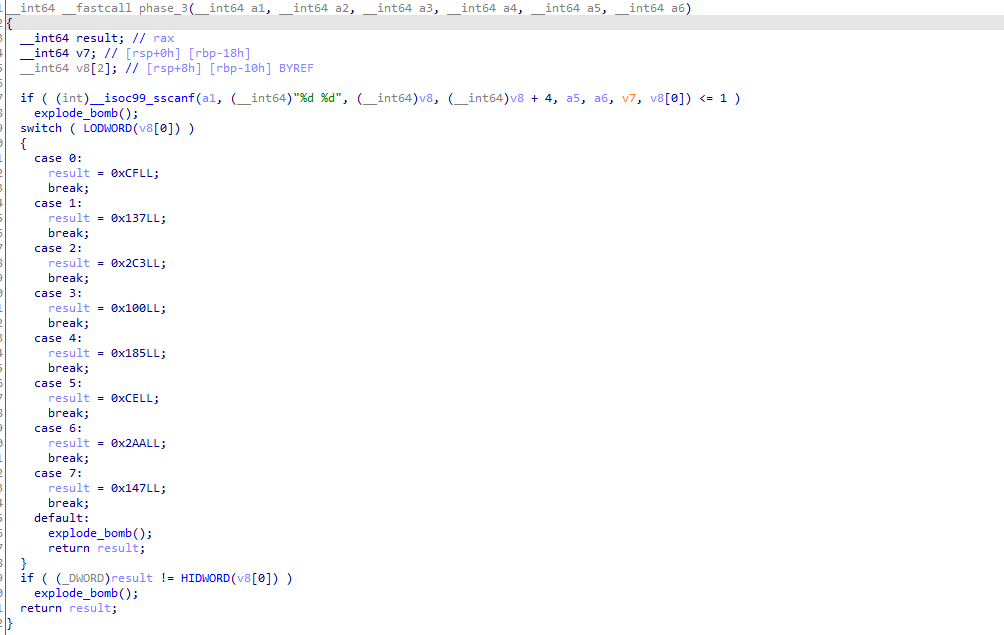 __int64 __fastcall phase_3(__int64 a1, __int64 a2, __int64 a3, __int64 a4, __int64 a5, __int64 a6)
{
  __int64 result; // rax
  __int64 v7; // [rsp+0h] [rbp-18h]
  __int64 v8[2]; // [rsp+8h] [rbp-10h] BYREF

  if ( (int)__isoc99_sscanf(a1, (__int64)"%d %d", (__int64)v8, (__int64)v8 + 4, a5, a6, v7, v8[0]) <= 1 )
    explode_bomb();
  switch ( LODWORD(v8[0]) )
  {
    case 0:
      result = 0xCFLL;
      break;
    case 1:
      result = 0x137LL;
      break;
    case 2:
      result = 0x2C3LL;
      break;
    case 3:
      result = 0x100LL;
      break;
    case 4:
      result = 0x185LL;
      break;
    case 5:
      result = 0xCELL;
      break;
    case 6:
      result = 0x2AALL;
      break;
    case 7:
      result = 0x147LL;
      break;
    default:
      explode_bomb();
      return result;
  }
  if ( (_DWORD)result != HIDWORD(v8[0]) )
    explode_bomb();
  return result;
}